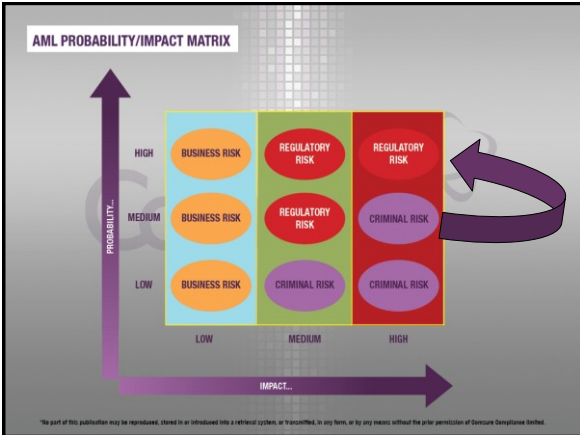 AML PROBABILITY/IMPACT MATRIX
HIGH
BUSINESS RISK
REGULATORY
RISK
REGULATORY
RISK
PROBABILITY...
MEDIUM
BUSINESS RISK
REGULATORY
RISK
CRIMINAL RISK
LOW
BUSINESS RISK
CRIMINAL RISK
CRIMINAL RISK
LOW
MEDIUM
HIGH
IMPACT...
*No part of this publication may be reproduced, stored in or introduced into a retrieval system, or transmitted, in any form, or by any means without the prior permission of Comsure Compliance limited.